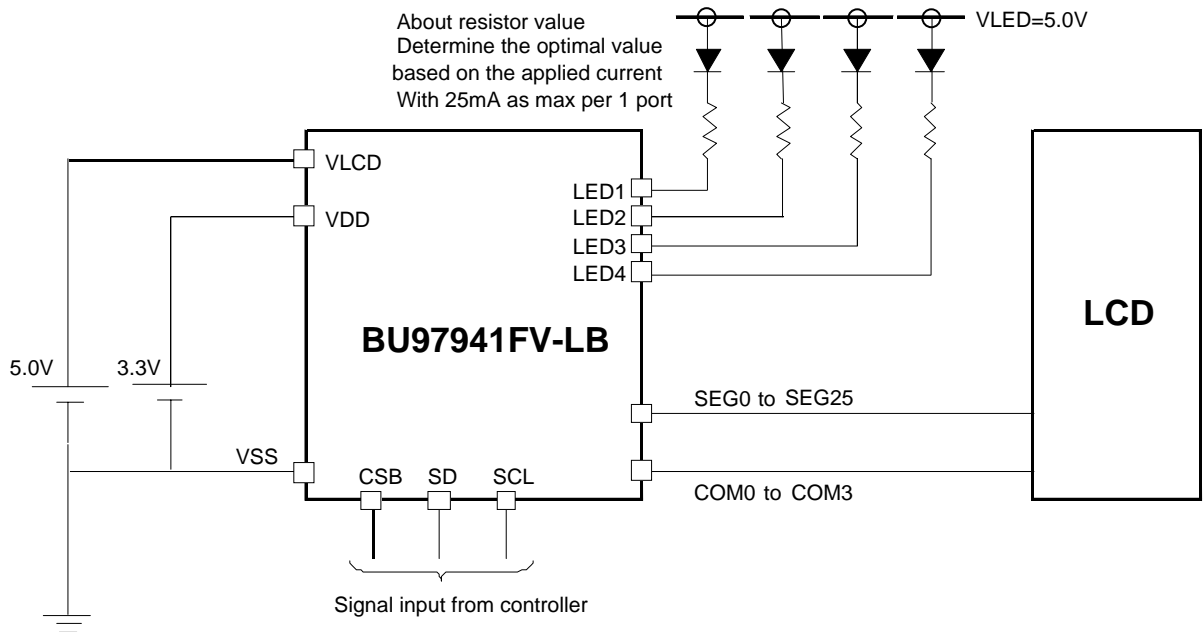 About resistor value
Determine the optimal value
based on the applied current
With 25mA as max per 1 port
VLED=5.0V
VLCD
VDD
LED1
LED2
LED3
LED4
BU97941FV-LB
LCD
5.0V
3.3V
SEG0 to SEG25
VSS
CSB
SD
SCL
COM0 to COM3
Signal input from controller